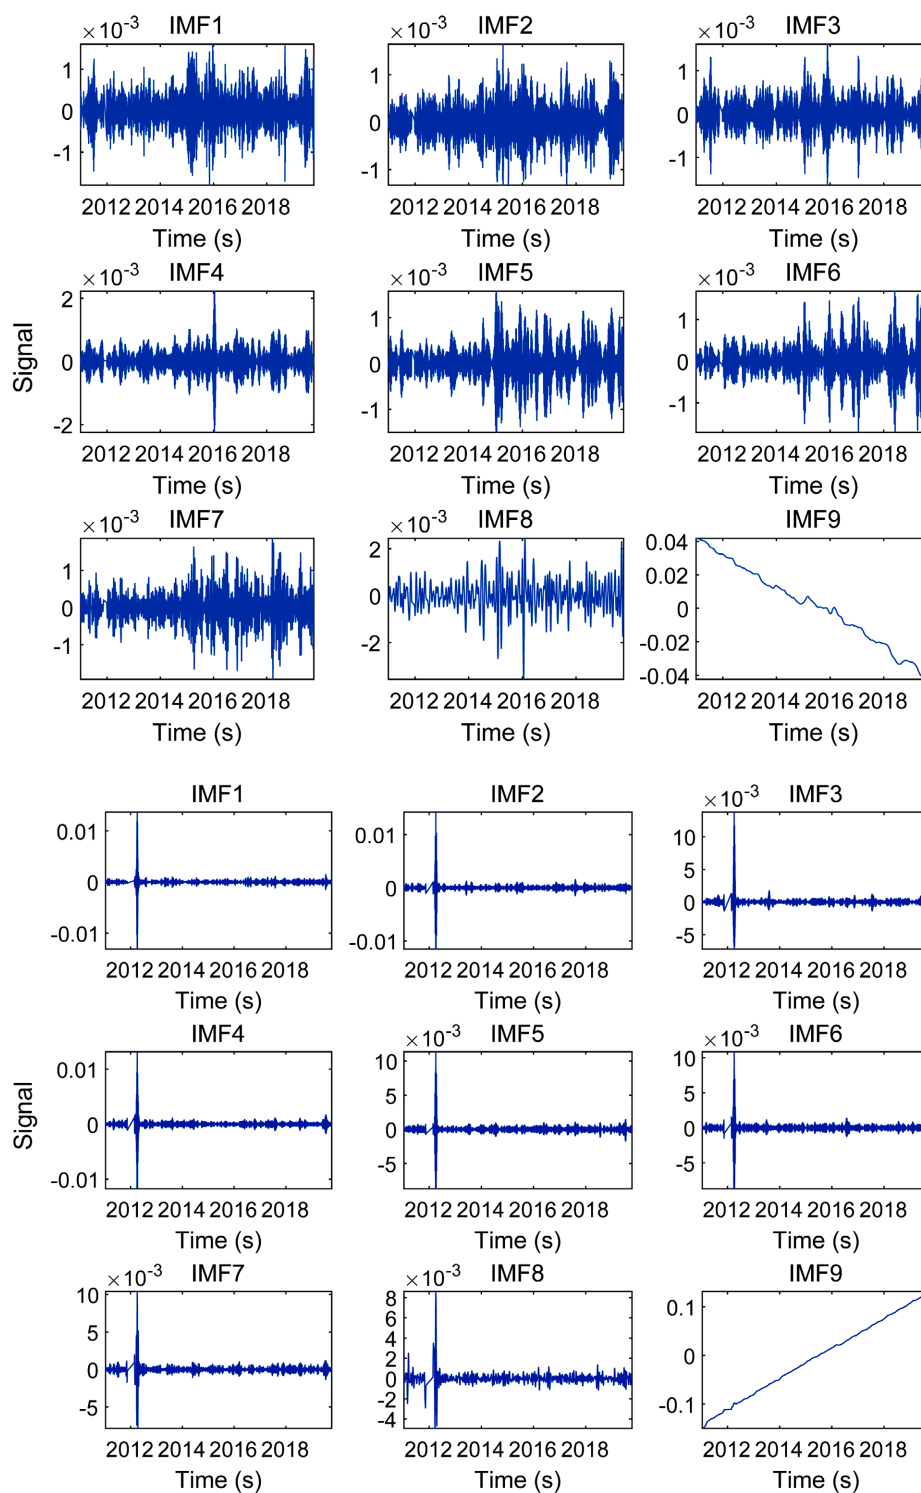 ×10-3 IMF1
1
0
-1
2012 2014 2016 2018
Time (s)
×10-3 IMF2
1
0
-1
2012 2014 2016 2018
Time (s)
×10-3 IMF3
1
0
-1
2012 2014 2016 2018
Time (s)
Signal
×10-3 IMF4
2
0
-2
2012 2014 2016 2018
Time (s)
×10-3 IMF5
1
0
-1
2012 2014 2016 2018
Time (s)
×10-3 IMF6
1
0
-1
2012 2014 2016 2018
Time (s)
×10-3 IMF7
1
0
-1
2012 2014 2016 2018
Time (s)
×10-3 IMF8
2
0
-2
2012 2014 2016 2018
Time (s)
IMF9
0.04
0.02
0
-0.02
-0.04
2012 2014 2016 2018
Time (s)
IMF1
0.01
0
-0.01
2012 2014 2016 2018
Time (s)
IMF2
0.01
0
-0.01
2012 2014 2016 2018
Time (s)
×10-3 IMF3
10
5
0
-5
2012 2014 2016 2018
Time (s)
Signal
IMF4
0.01
0
-0.01
2012 2014 2016 2018
Time (s)
×10-3 IMF5
10
5
0
-5
2012 2014 2016 2018
Time (s)
×10-3 IMF6
10
5
0
-5
2012 2014 2016 2018
Time (s)
×10-3 IMF7
10
5
0
-5
2012 2014 2016 2018
Time (s)
×10-3 IMF8
8
6
4
2
0
-2
-4
2012 2014 2016 2018
Time (s)
IMF9
0.1
0
-0.1
2012 2014 2016 2018
Time (s)